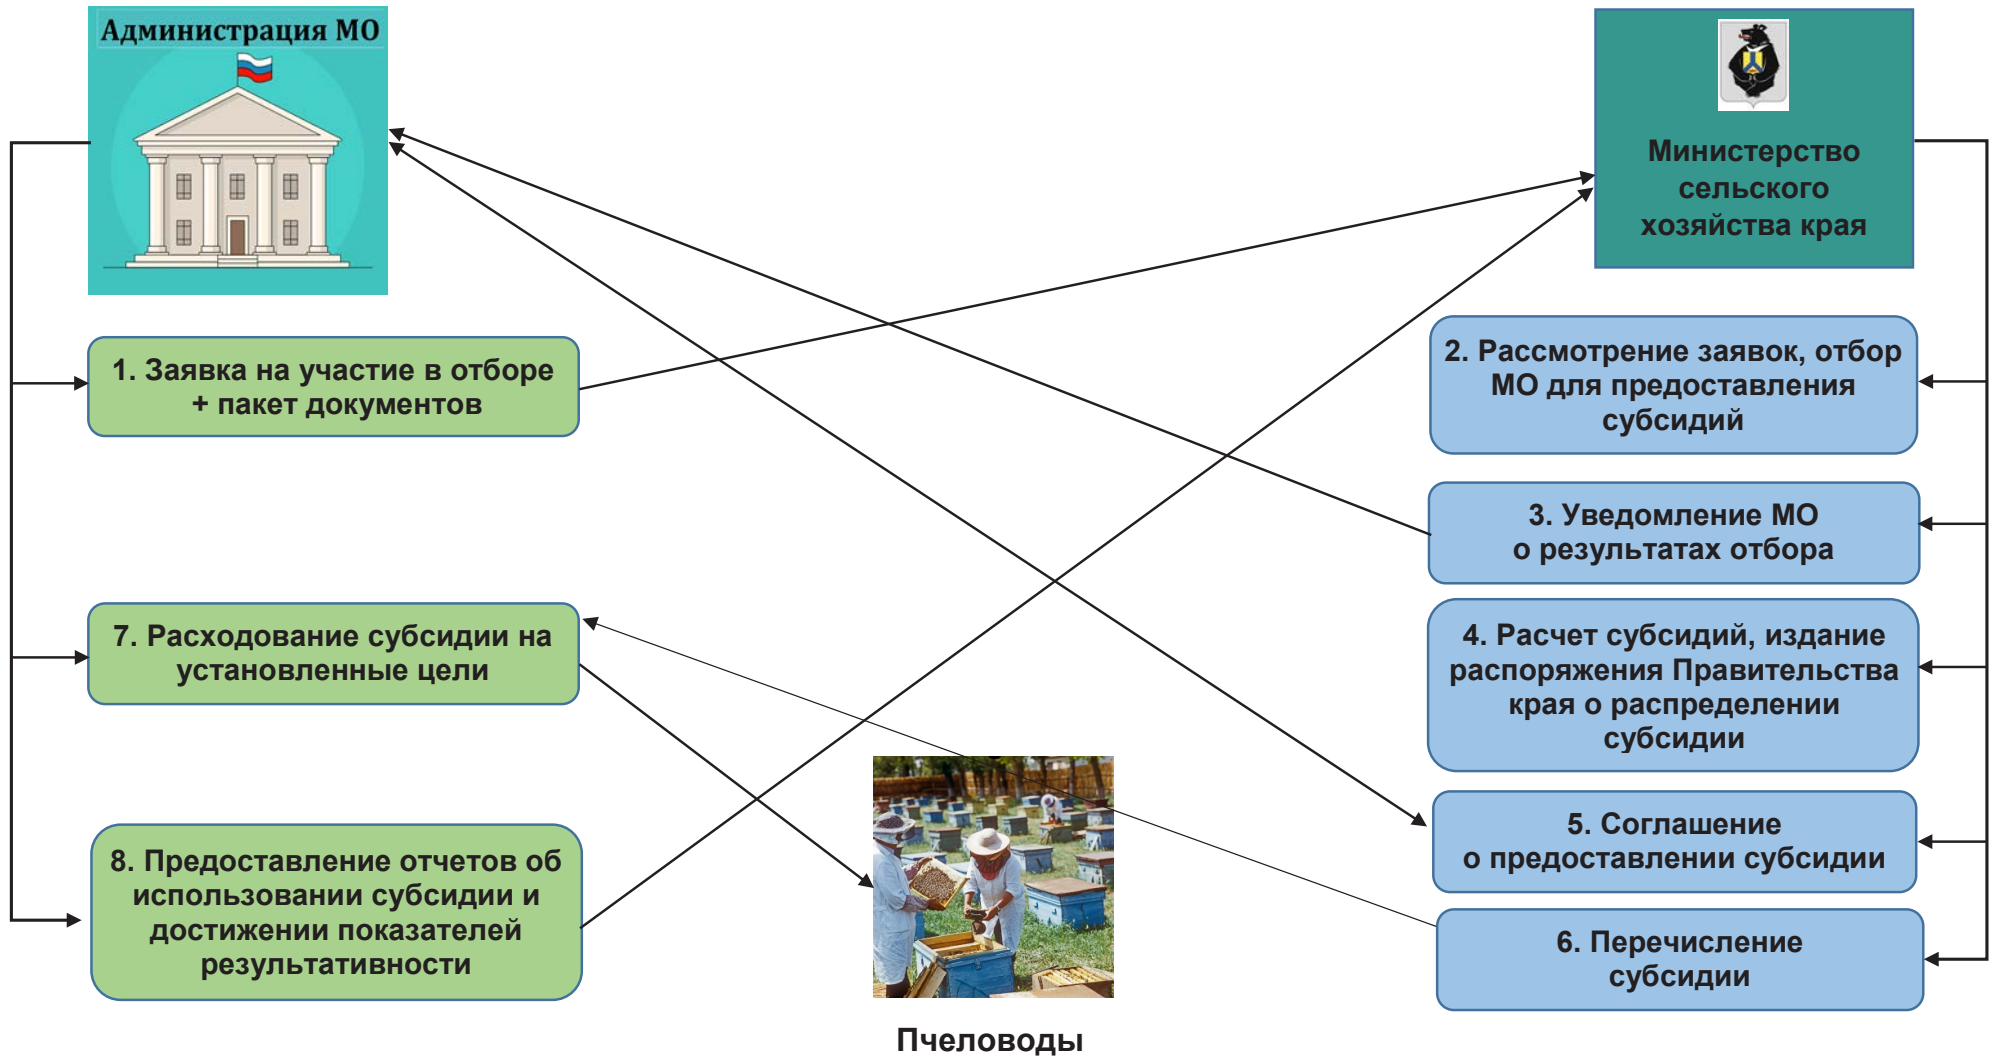 Администрация МО
Министерство
сельского
хозяйства края
1. Заявка на участие в отборе
+ пакет документов
2. Рассмотрение заявок, отбор
МО для предоставления
субсидий
3. Уведомление МО
о результатах отбора
4. Расчет субсидий, издание
распоряжения Правительства
края о распределении
субсидии
5. Соглашение
о предоставлении субсидии
6. Перечисление
субсидии
7. Расходование субсидии на
установленные цели
8. Предоставление отчетов об
использовании субсидии и
достижении показателей
результативности
Пчеловоды